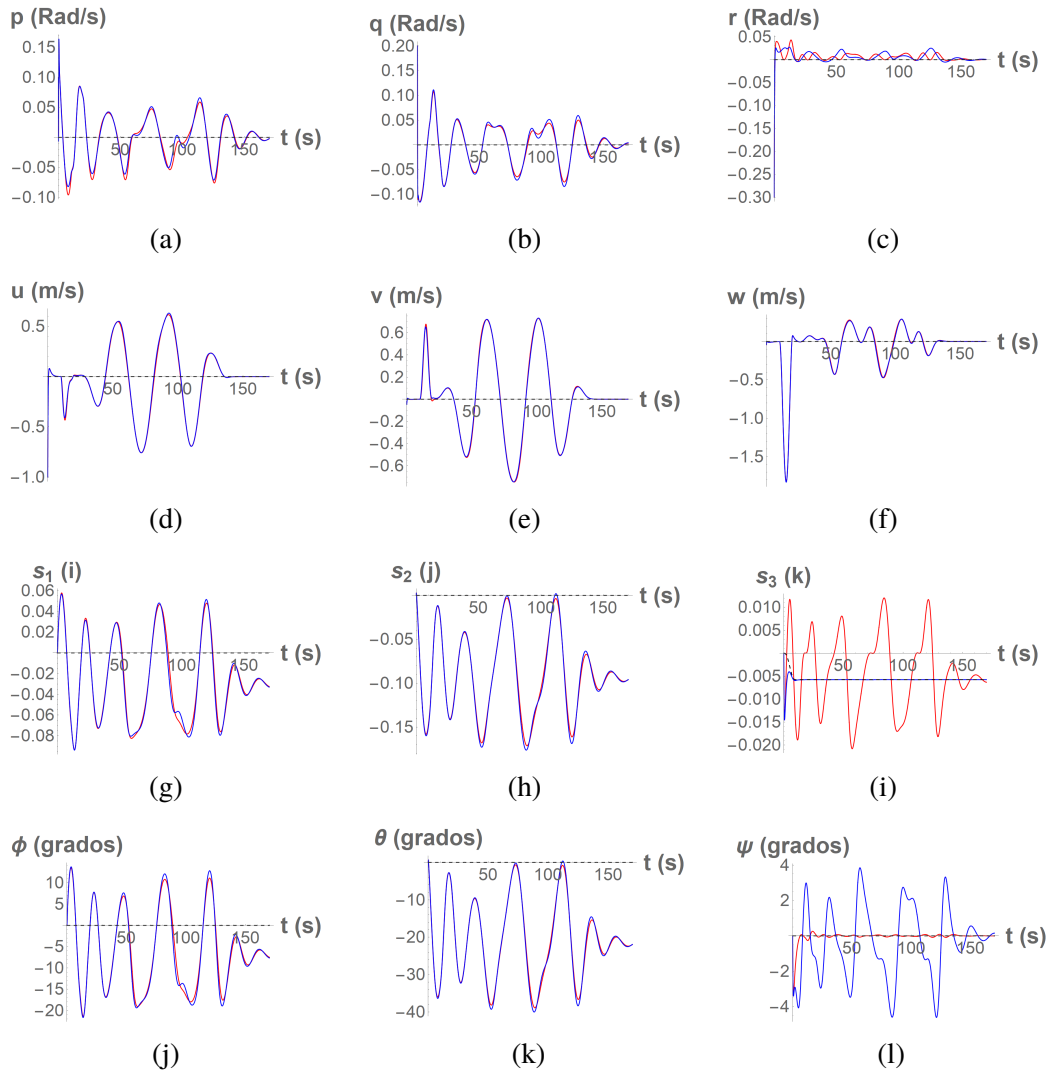 p (Rad/s)
0.15
0.10
0.05
−0.05
−0.10
50 100 150
t (s)
(a)
q (Rad/s)
0.20
0.15
0.10
0.05
−0.05
−0.10
50 100 150
t (s)
(b)
r (Rad/s)
0.05
−0.05
−0.10
−0.15
−0.20
−0.25
−0.30
50 100 150
t (s)
(c)
u (m/s)
0.5
−0.5
−1.0
50 100 150
t (s)
(d)
v (m/s)
0.6
0.4
0.2
−0.2
−0.4
−0.6
50 100 150
t (s)
(e)
w (m/s)
−0.5
−1.0
−1.5
50 100 150
t (s)
(f)
s₁ (i)
0.06
0.04
0.02
−0.02
−0.04
−0.06
−0.08
50 100 150
t (s)
(g)
s₂ (j)
−0.05
−0.10
−0.15
50 100 150
t (s)
(h)
s₃ (k)
0.010
0.005
−0.005
−0.010
−0.015
−0.020
50 100 150
t (s)
(i)
ϕ (grados)
10
5
−5
−10
−15
−20
50 100 150
t (s)
(j)
θ (grados)
−10
−20
−30
−40
50 100 150
t (s)
(k)
ψ (grados)
4
2
−2
−4
50 100 150
t (s)
(l)